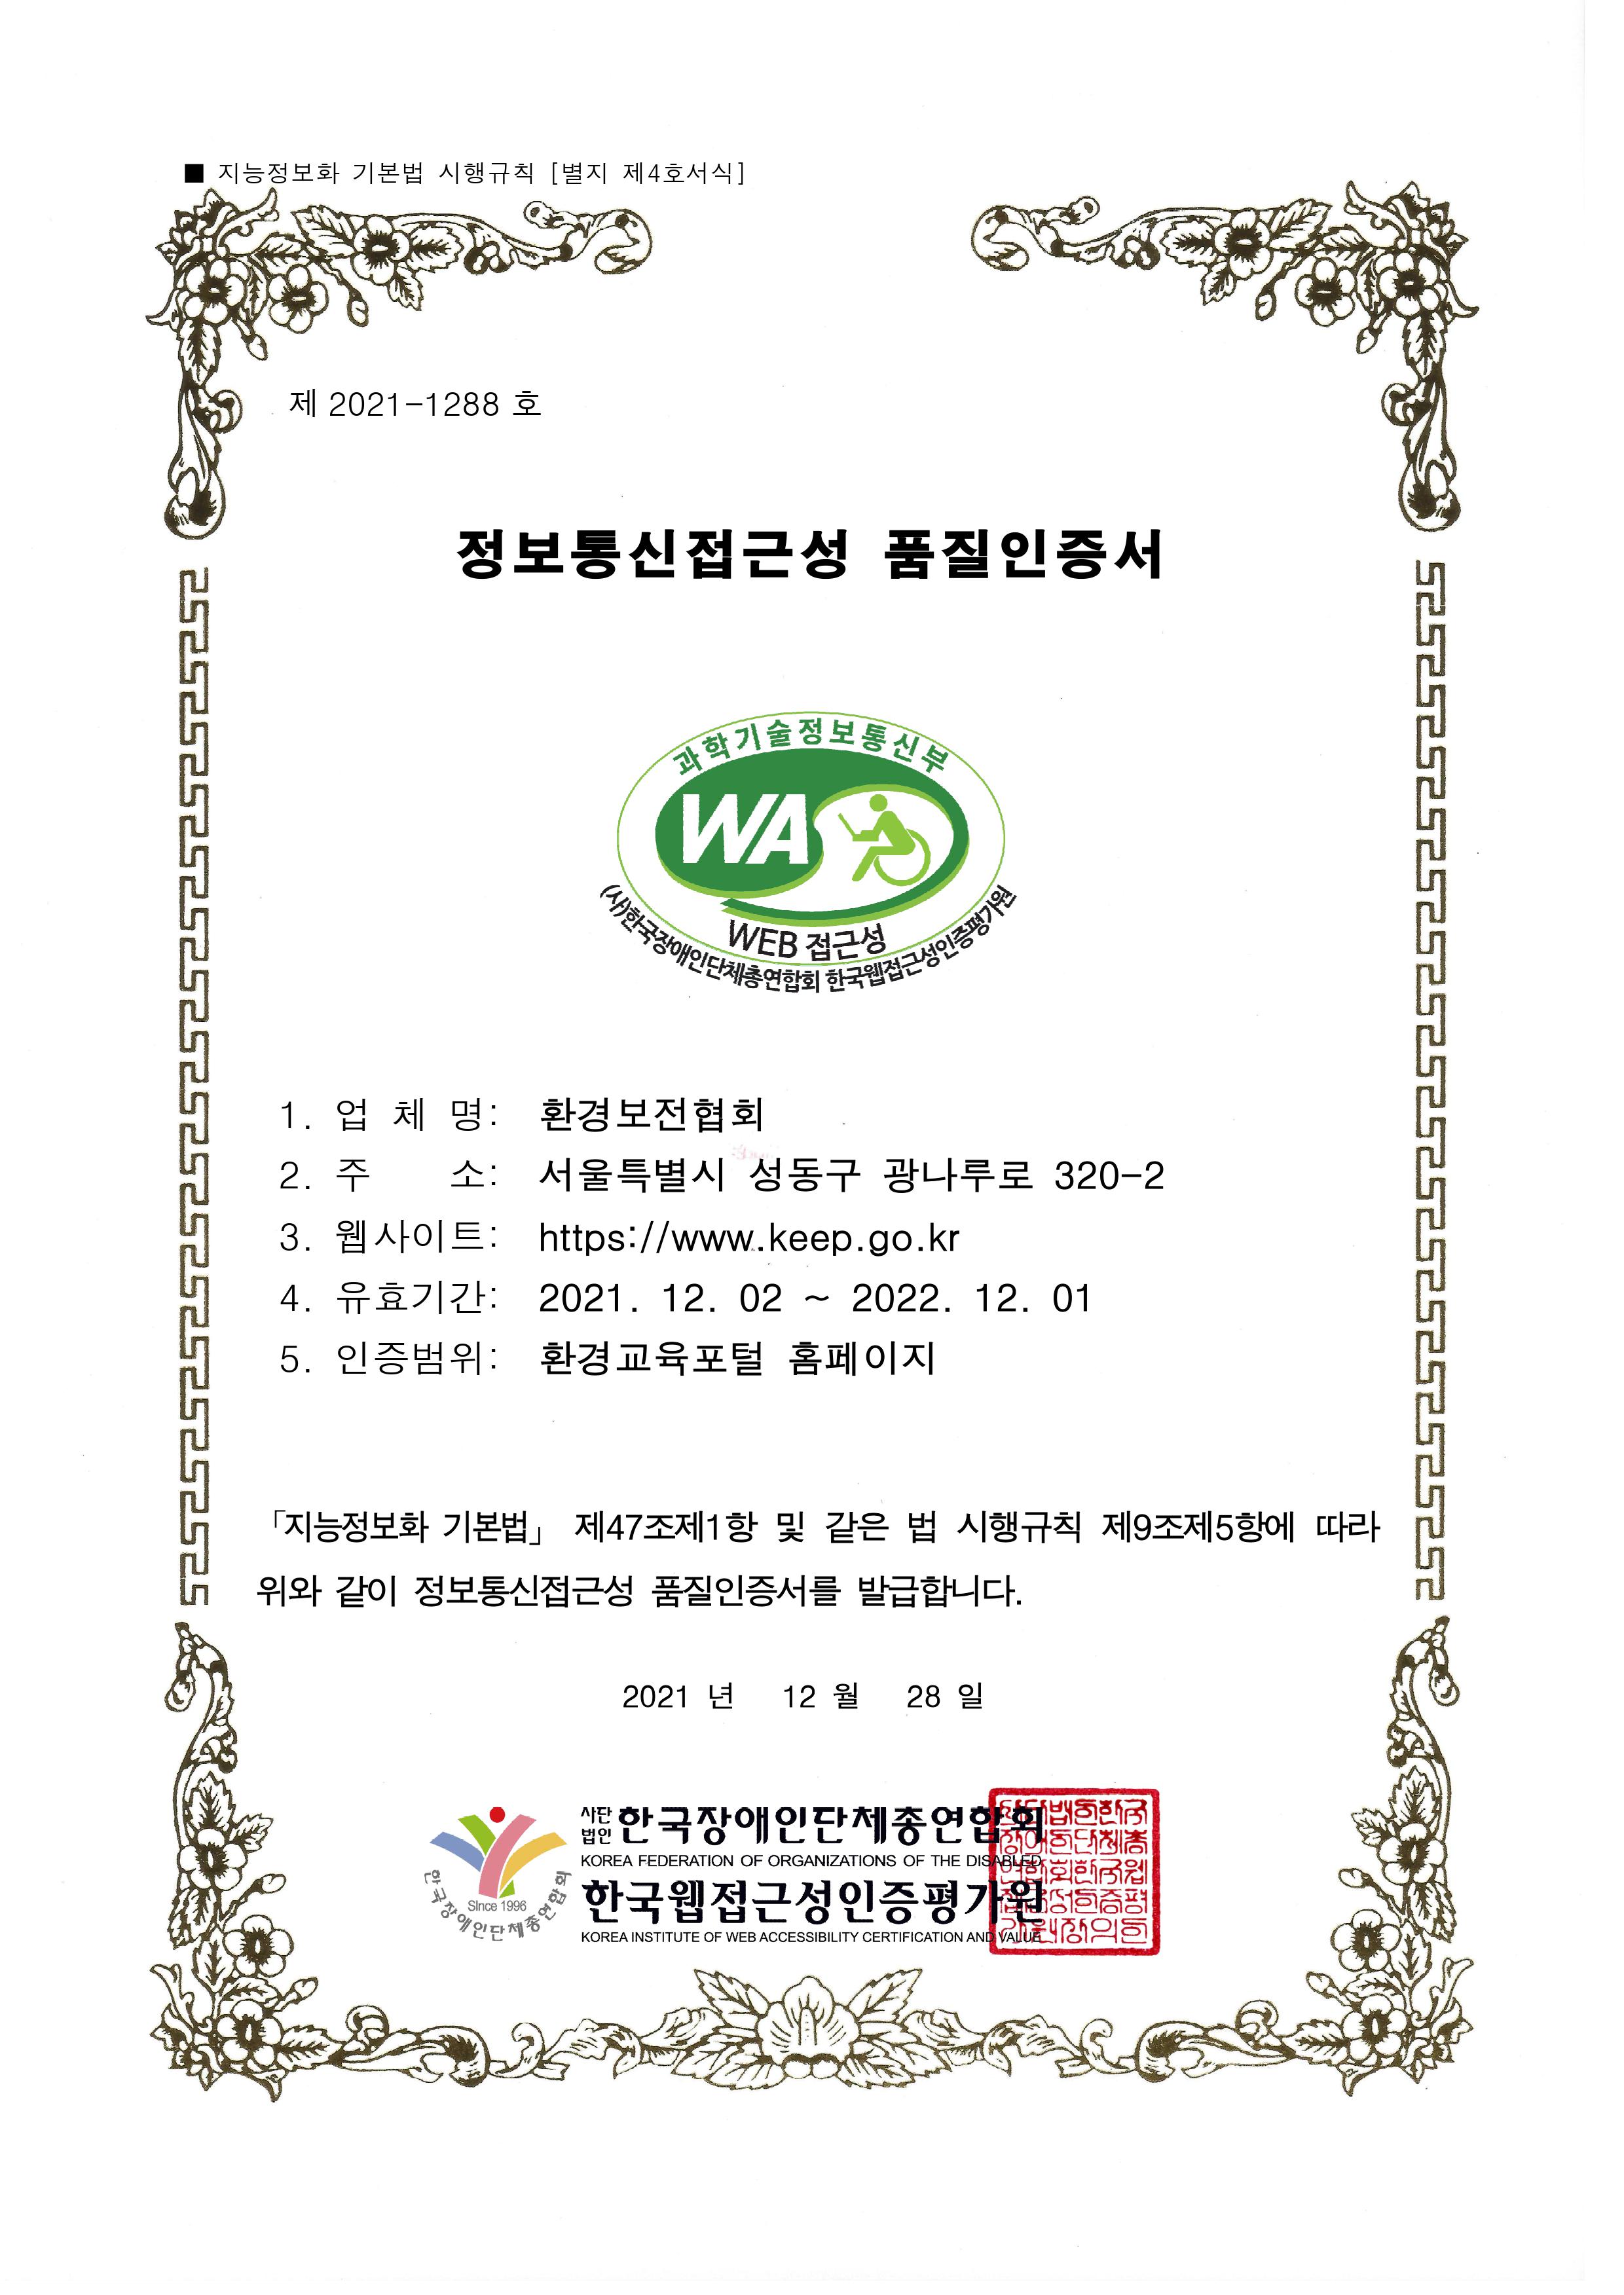 ■ 지능정보화 기본법 시행규칙 [별지 제4호서식]
제 2021-1288 호
정보통신접근성 품질인증서
과학기술정보통신부
WA
WEB 접근성
(사)한국장애인단체총연합회 한국웹접근성인증평가원
1. 업 체 명: 환경보전협회
2. 주 소: 서울특별시 성동구 광나루로 320-2
3. 웹사이트: https://www.keep.go.kr
4. 유효기간: 2021. 12. 02 ~ 2022. 12. 01
5. 인증범위: 환경교육포털 홈페이지
「지능정보화 기본법」 제47조제1항 및 같은 법 시행규칙 제9조제5항에 따라
위와 같이 정보통신접근성 품질인증서를 발급합니다.
2021 년 12 월 28 일
Since 1996
한국장애인단체총연합회
사단법인 한국장애인단체총연합회
KOREA FEDERATION OF ORGANIZATIONS OF THE DISABLED
한국웹접근성인증평가원
KOREA INSTITUTE OF WEB ACCESSIBILITY CERTIFICATION AND VALUE